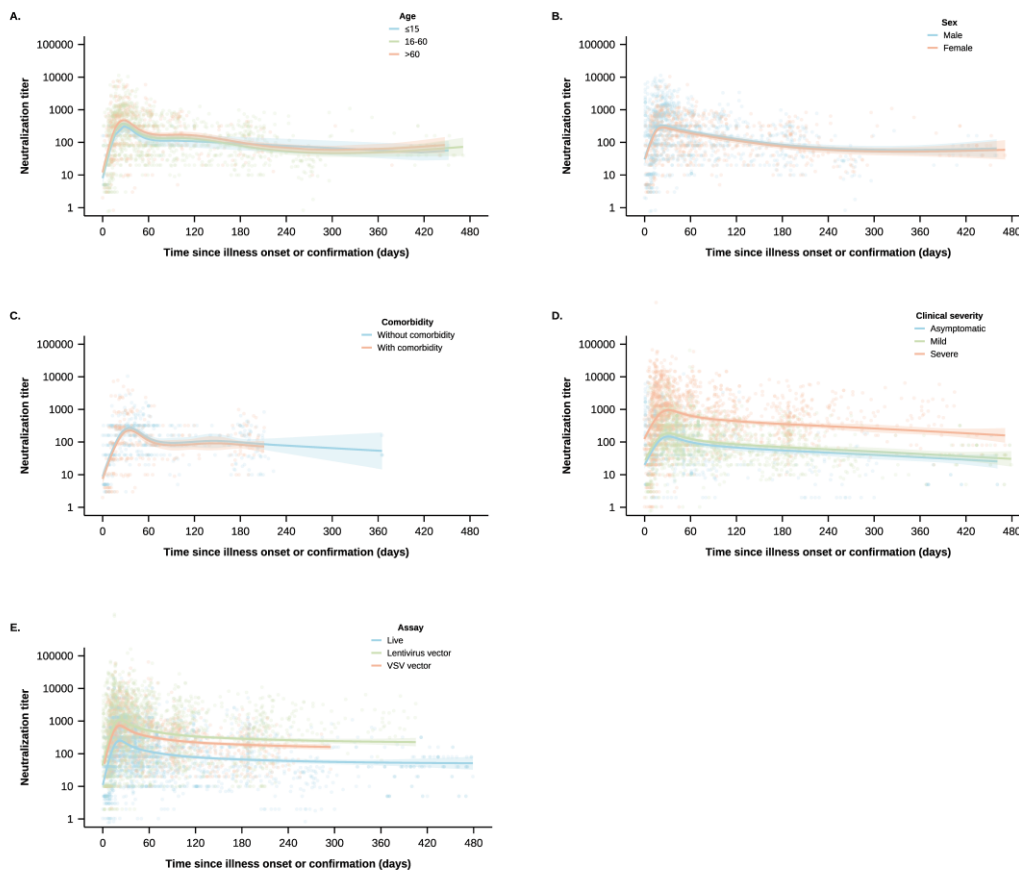 A.
Age
≤15
16-60
>60
100000
10000
1000
100
10
1
Neutralization titer
0 60 120 180 240 300 360 420 480
Time since illness onset or confirmation (days)
B.
Sex
Male
Female
100000
10000
1000
100
10
1
Neutralization titer
0 60 120 180 240 300 360 420 480
Time since illness onset or confirmation (days)
C.
Comorbidity
Without comorbidity
With comorbidity
100000
10000
1000
100
10
1
Neutralization titer
0 60 120 180 240 300 360 420 480
Time since illness onset or confirmation (days)
D.
Clinical severity
Asymptomatic
Mild
Severe
100000
10000
1000
100
10
1
Neutralization titer
0 60 120 180 240 300 360 420 480
Time since illness onset or confirmation (days)
E.
Assay
Live
Lentivirus vector
VSV vector
100000
10000
1000
100
10
1
Neutralization titer
0 60 120 180 240 300 360 420 480
Time since illness onset or confirmation (days)